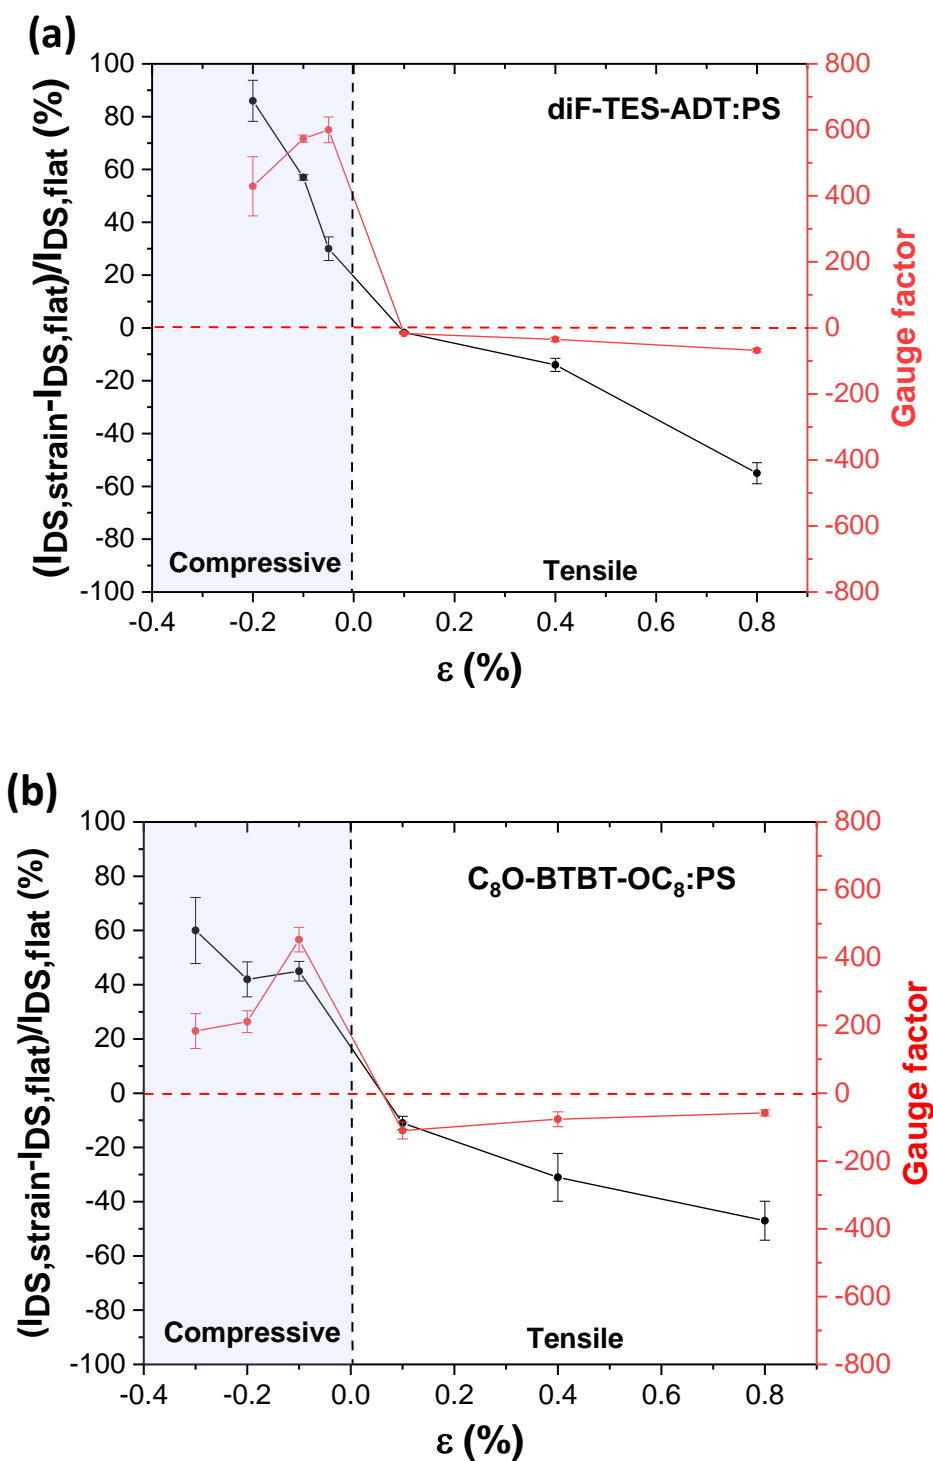 (a)
diF-TES-ADT:PS
(IDS,strain-IDS,flat)/IDS,flat (%)
100
80
60
40
20
0
-20
-40
-60
-80
-100
Gauge factor
800
600
400
200
0
-200
-400
-600
-800
Compressive
Tensile
-0.4 -0.2 0.0 0.2 0.4 0.6 0.8
ε (%)
(b)
C₈O-BTBT-OC₈:PS
(IDS,strain-IDS,flat)/IDS,flat (%)
100
80
60
40
20
0
-20
-40
-60
-80
-100
Gauge factor
800
600
400
200
0
-200
-400
-600
-800
Compressive
Tensile
-0.4 -0.2 0.0 0.2 0.4 0.6 0.8
ε (%)